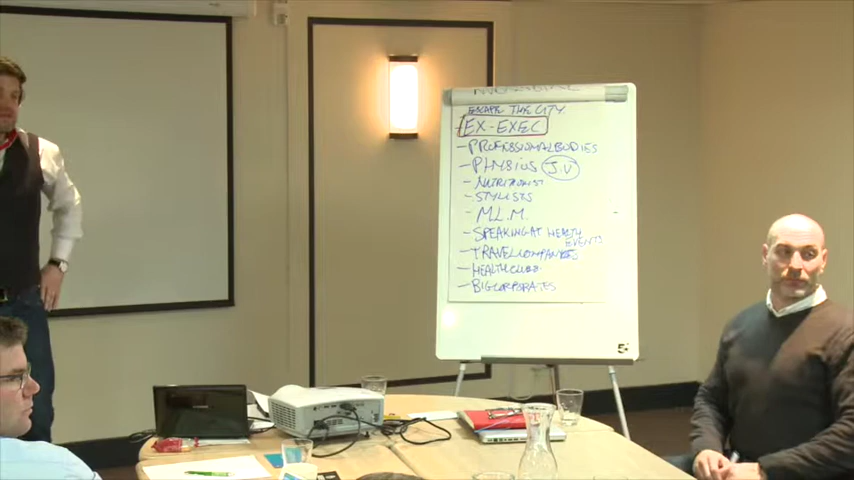 ESCAPE THE CITY.
EX-EXEC
- PROFESSIONAL BODIES
- PHYSIOS J.V
- NUTRITIONIST
- STYLISTS
- M.L.M.
- SPEAKING AT HEALTH EVENTS
- TRAVEL COMPANIES
- HEALTH CLUBS
- BIG CORPORATES